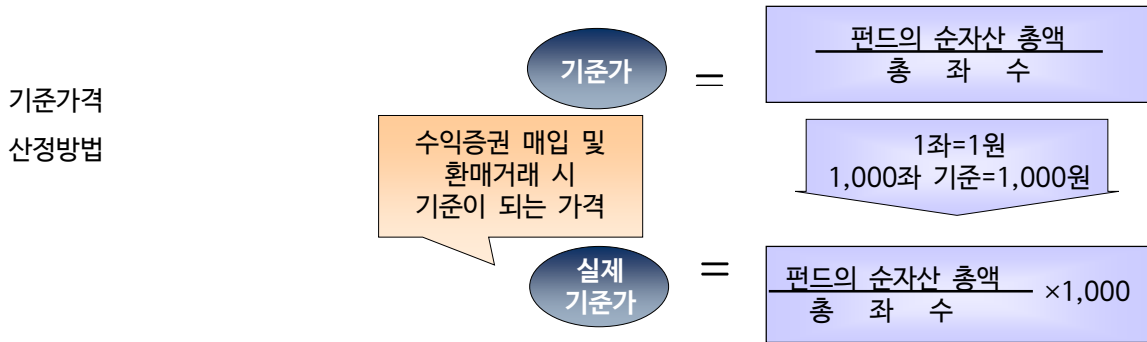 기준가격
산정방법
기준가
=
펀드의 순자산 총액
총 좌 수
수익증권 매입 및
환매거래 시
기준이 되는 가격
1좌=1원
1,000좌 기준=1,000원
실제
기준가
=
펀드의 순자산 총액
총 좌 수
×1,000